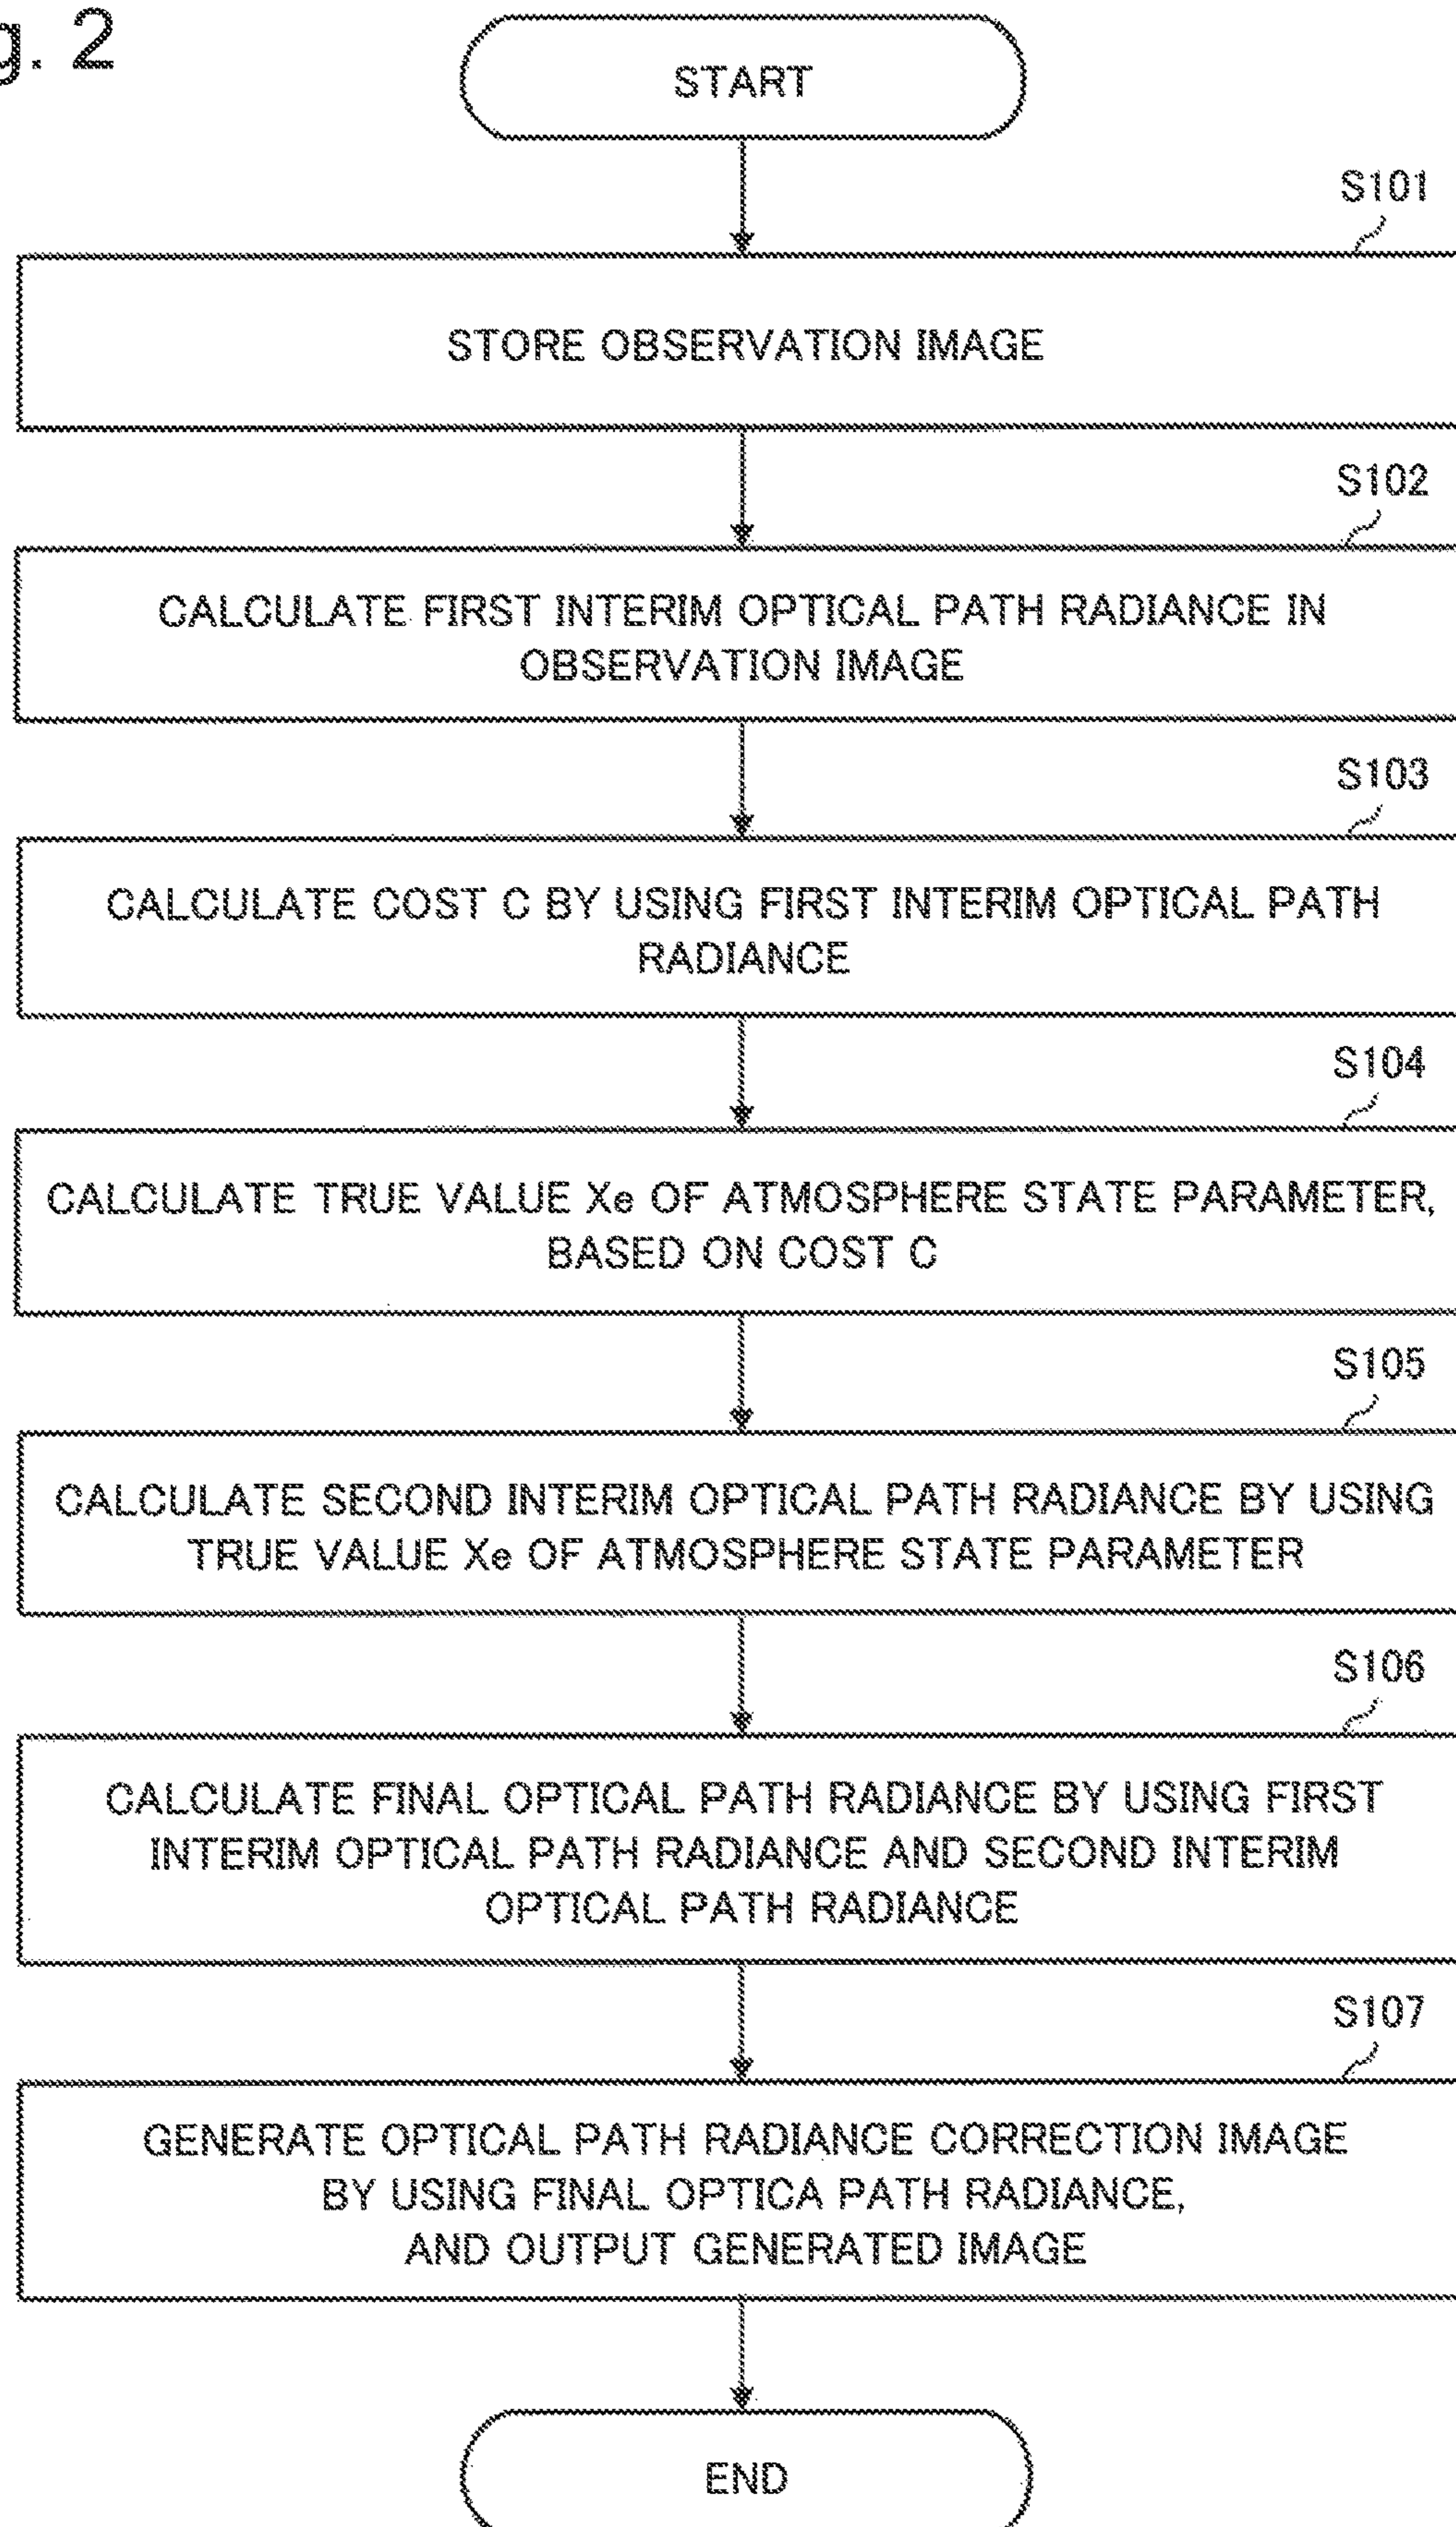 g. 2
START
S101
STORE OBSERVATION IMAGE
S102
CALCULATE FIRST INTERIM OPTICAL PATH RADIANCE IN
OBSERVATION IMAGE
S103
CALCULATE COST C BY USING FIRST INTERIM OPTICAL PATH
RADIANCE
S104
CALCULATE TRUE VALUE Xe OF ATMOSPHERE STATE PARAMETER,
BASED ON COST C
S105
CALCULATE SECOND INTERIM OPTICAL PATH RADIANCE BY USING
TRUE VALUE Xe OF ATMOSPHERE STATE PARAMETER
S106
CALCULATE FINAL OPTICAL PATH RADIANCE BY USING FIRST
INTERIM OPTICAL PATH RADIANCE AND SECOND INTERIM
OPTICAL PATH RADIANCE
S107
GENERATE OPTICAL PATH RADIANCE CORRECTION IMAGE
BY USING FINAL OPTICA PATH RADIANCE,
AND OUTPUT GENERATED IMAGE
END